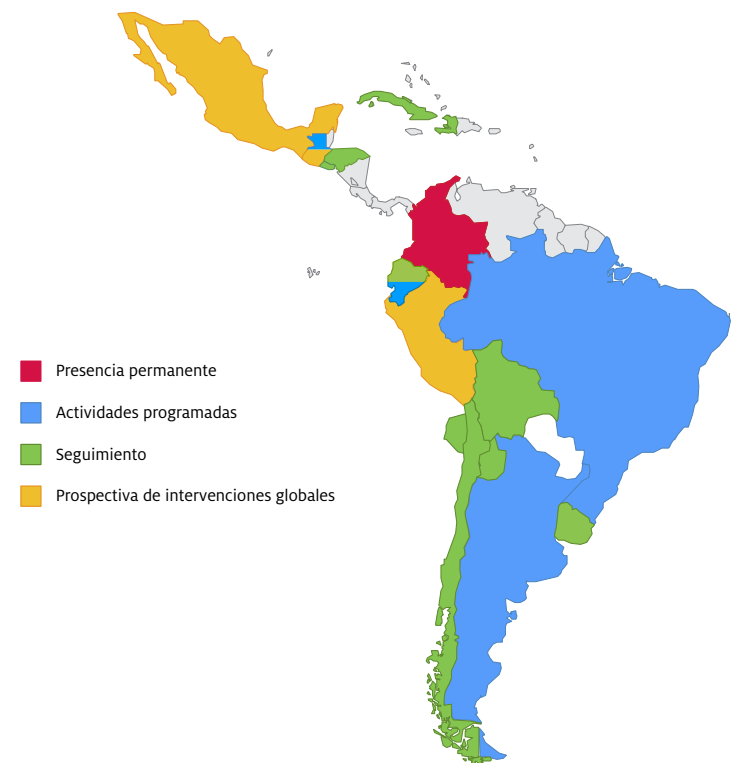 Presencia permanente
Actividades programadas
Seguimiento
Prospectiva de intervenciones globales